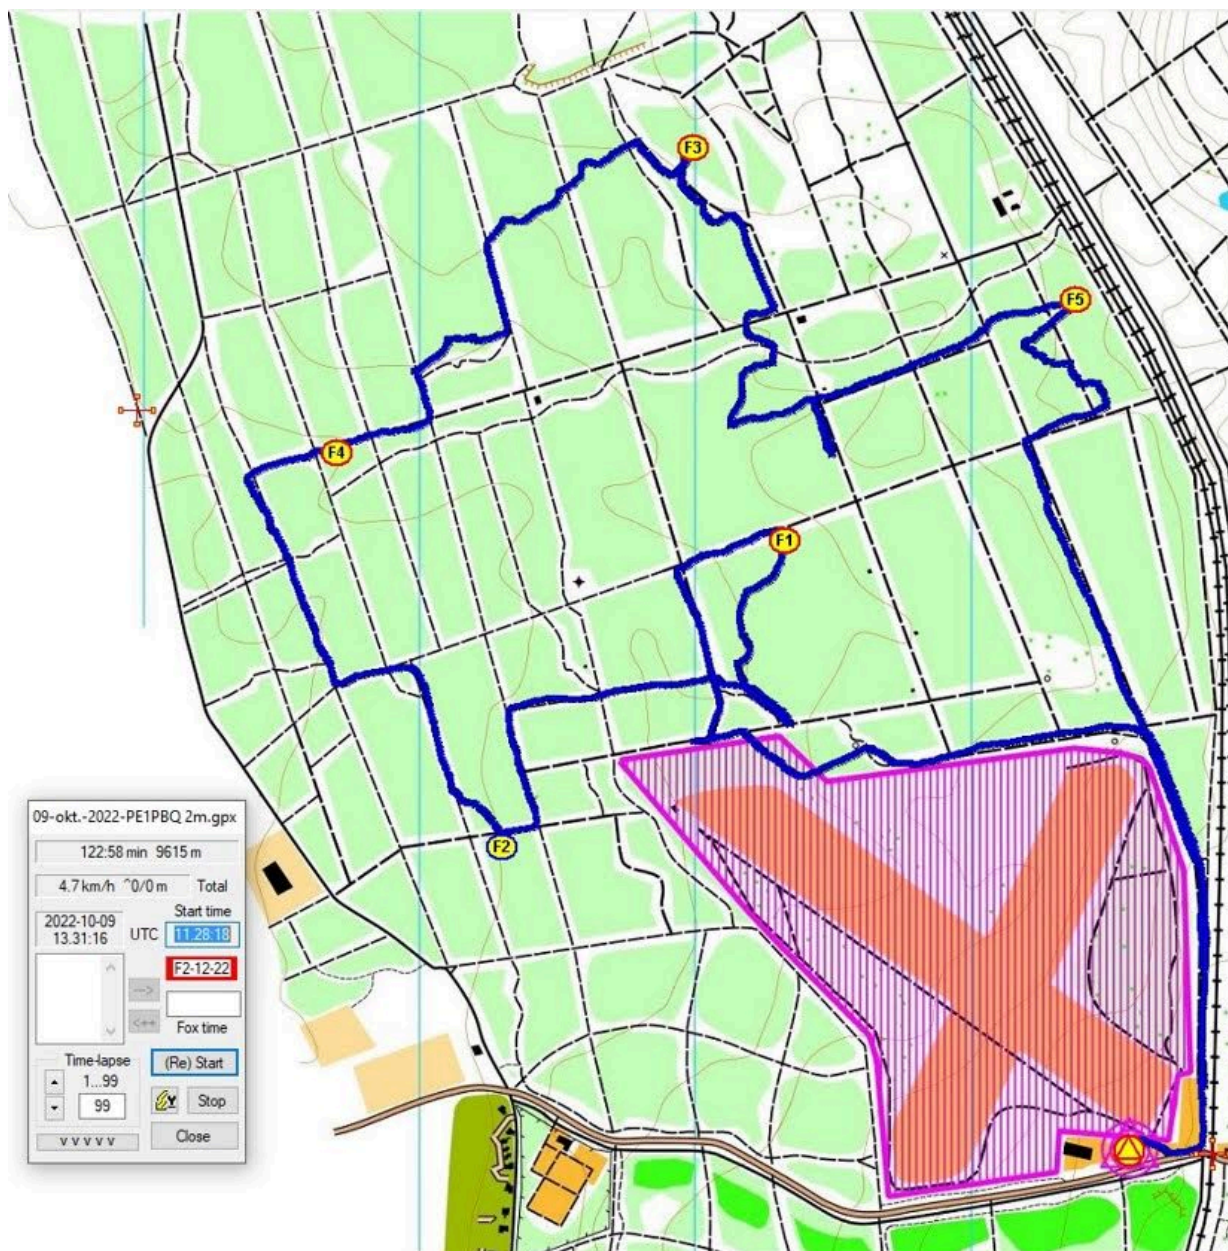 F3
F5
F4
F1
F2
09-okt.-2022-PE1PBQ 2m.gpx
122:58 min 9615 m
4.7 km/h ^0/0 m Total
Start time
2022-10-09
13.31:16
UTC
11.28:18
F2-12-22
-->
<++
Fox time
Time-lapse
1...99
99
(Re) Start
Y
Stop
v v v v v
Close